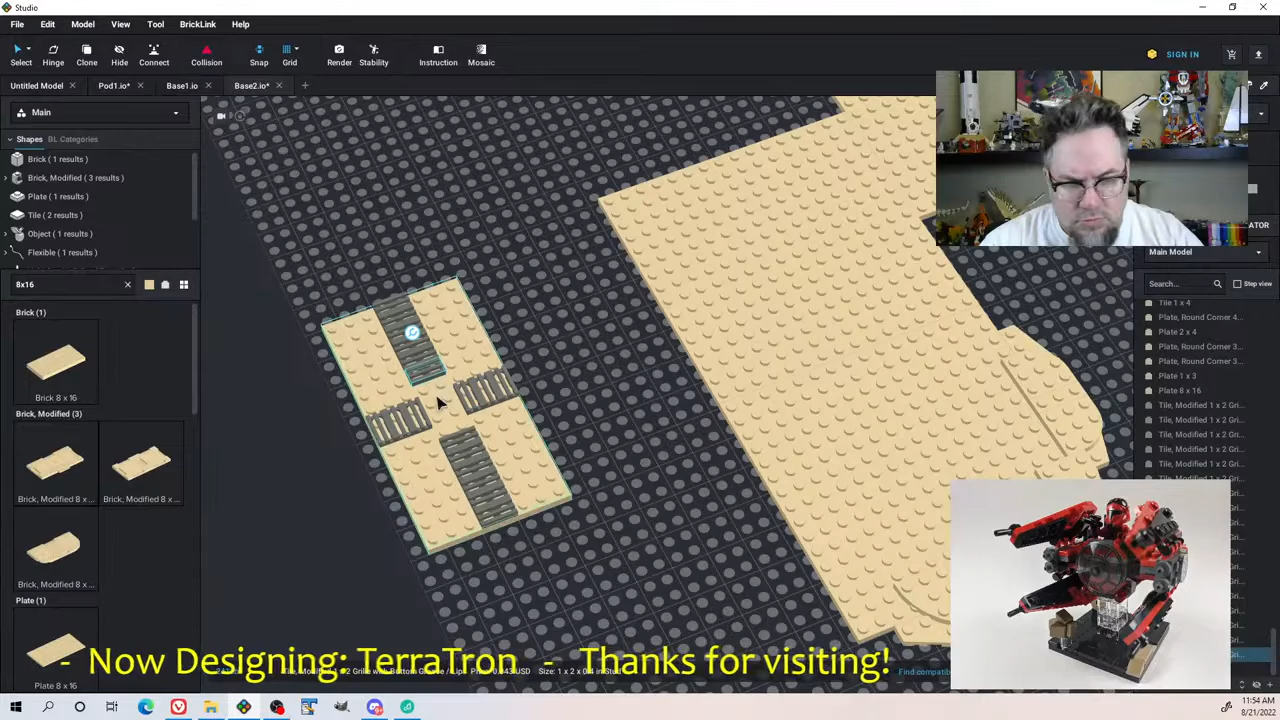 Studio
File Edit Model View Tool BrickLink Help
Select Hinge Clone Hide Connect Collision Snap Grid Render Stability Instruction Mosaic SIGN IN
Untitled Model Pod1.io* Base1.io Base2.io*
Main
Shapes BL Categories
Brick ( 1 results )
Brick, Modified ( 3 results )
Plate ( 1 results )
Tile ( 2 results )
Object ( 1 results )
Flexible ( 1 results )
8x16
Brick (1)
Brick 8 x 16
Brick, Modified (3)
Brick, Modified 8 x ...
Brick, Modified 8 x ...
Brick, Modified 8 x ...
Plate (1)
Plate 8 x 16
Main Model
Search...
Step view
Tile 1 x 4
Plate, Round Corner 4...
Plate 2 x 4
Plate, Round Corner 3...
Plate, Round Corner 3...
Plate 1 x 3
Plate 8 x 16
Tile, Modified 1 x 2 Gri...
Tile, Modified 1 x 2 Gri...
Tile, Modified 1 x 2 Gri...
Tile, Modified 1 x 2 Gri...
Tile, Modified 1 x 2 Gri...
- Now Designing: TerraTron - Thanks for visiting!
Size: 1 x 2 x 0.4 in Stud
Find compatib
11:54 AM
8/21/2022